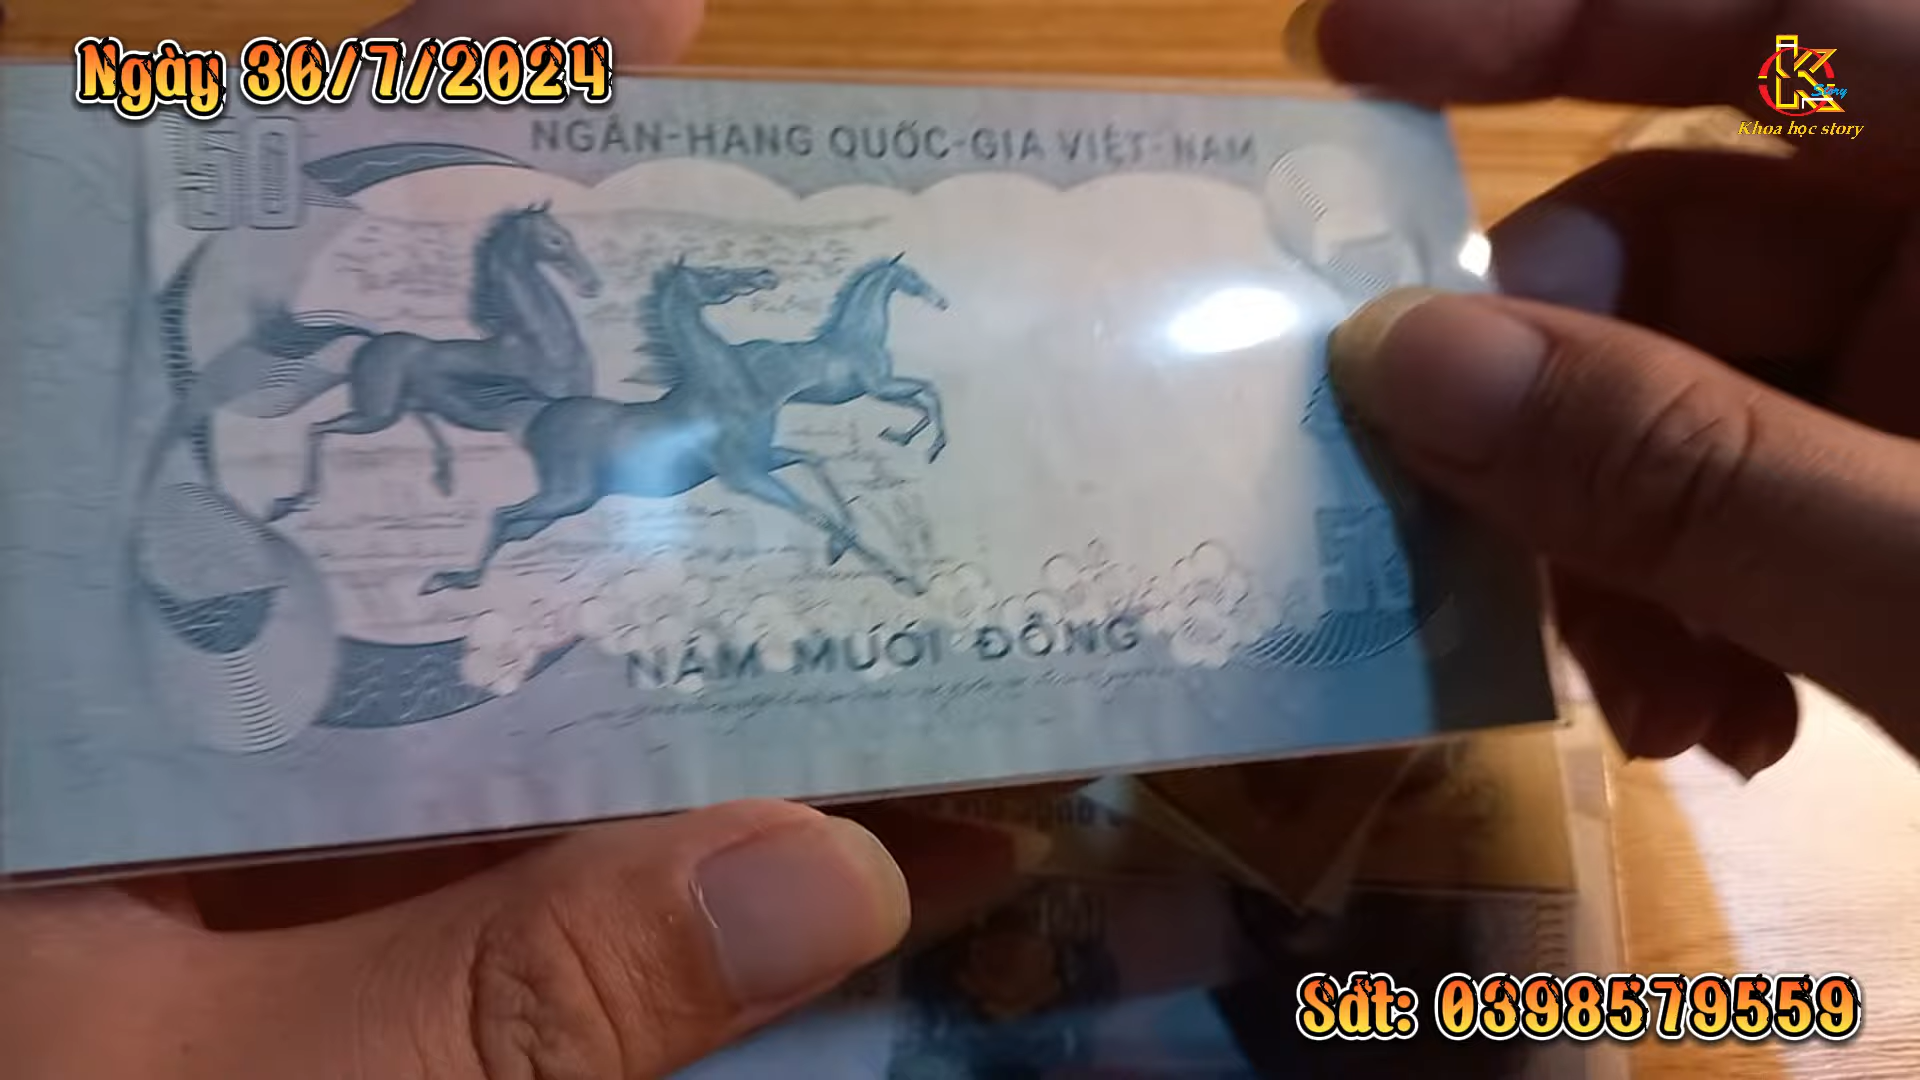 Ngày 30/7/2024
Story
Khoa học story
50
NGÂN-HANG QUỐC-GIA VIỆT-NAM
NĂM MƯƠI ĐỒNG
Sđt: 0398579559